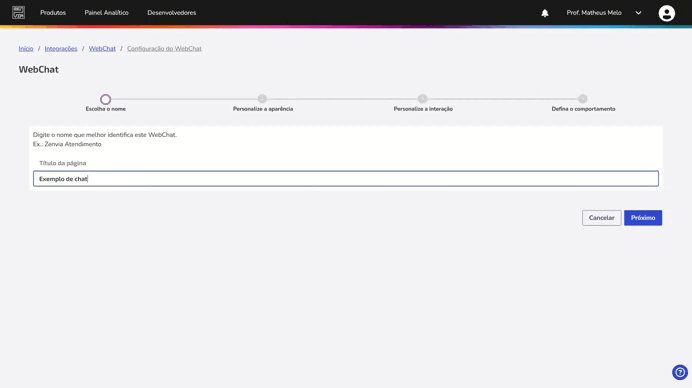 Produtos Painel Analítico Desenvolvedores Prof. Matheus Melo
Início / Integrações / WebChat / Configuração do WebChat
WebChat
Escolha o nome Personalize a aparência Personalize a interação Defina o comportamento
Digite o nome que melhor identifica este WebChat.
Ex.: Zenvia Atendimento
Título da página
Exemplo de chat
Cancelar Próximo